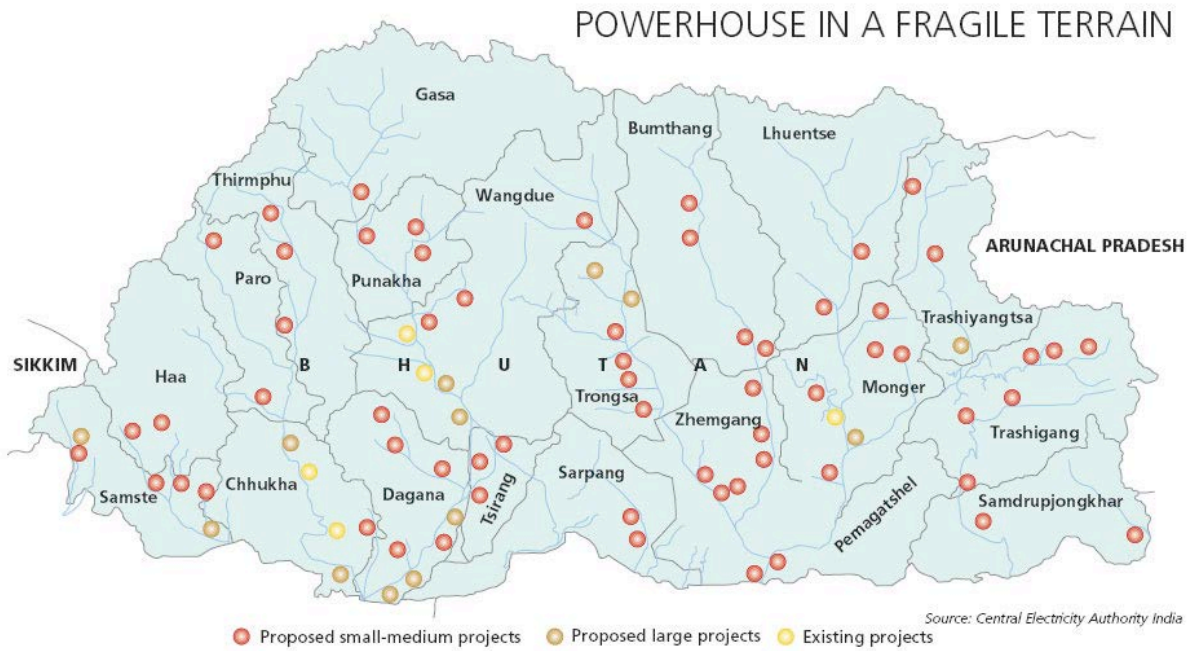 POWERHOUSE IN A FRAGILE TERRAIN
Gasa
Bumthang
Lhuentse
Thirmphu
Wangdue
ARUNACHAL PRADESH
Paro
Punakha
Trashiyangtsa
SIKKIM
B H U T A N
Haa
Monger
Trongsa
Zhemgang
Trashigang
Sarpang
Chhukha
Dagana
Tsirang
Samste
Pemagatshel
Samdrupjongkhar
Source: Central Electricity Authority India
Proposed small-medium projects Proposed large projects Existing projects